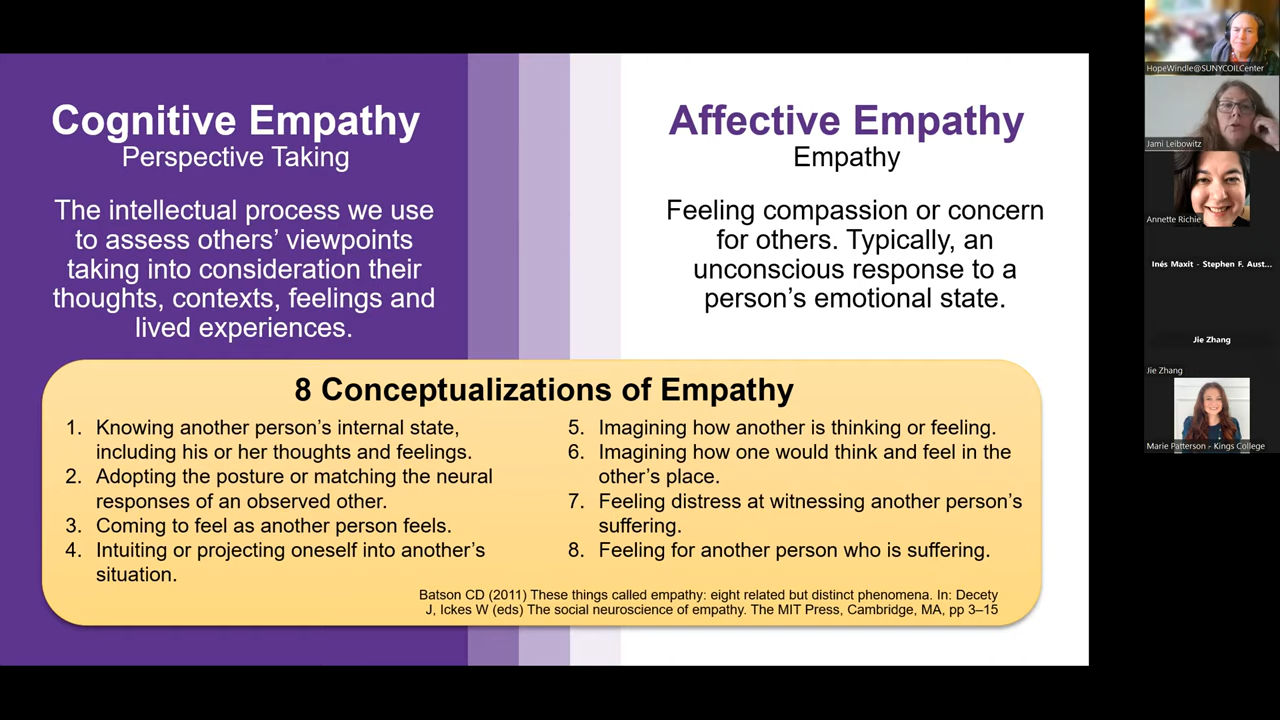 Cognitive Empathy
Perspective Taking
The intellectual process we use
to assess others’ viewpoints
taking into consideration their
thoughts, contexts, feelings and
lived experiences.
Affective Empathy
Empathy
Feeling compassion or concern
for others. Typically, an
unconscious response to a
person’s emotional state.
8 Conceptualizations of Empathy
1. Knowing another person’s internal state,
including his or her thoughts and feelings.
2. Adopting the posture or matching the neural
responses of an observed other.
3. Coming to feel as another person feels.
4. Intuiting or projecting oneself into another’s
situation.
5. Imagining how another is thinking or feeling.
6. Imagining how one would think and feel in the
other’s place.
7. Feeling distress at witnessing another person’s
suffering.
8. Feeling for another person who is suffering.
Batson CD (2011) These things called empathy: eight related but distinct phenomena. In: Decety
J, Ickes W (eds) The social neuroscience of empathy. The MIT Press, Cambridge, MA, pp 3–15
HopeWindle@SUNYCOILCenter
Jami Leibowitz
Annette Richie
Inés Maxit - Stephen F. Aust...
Jie Zhang
Jie Zhang
Marie Patterson - Kings College